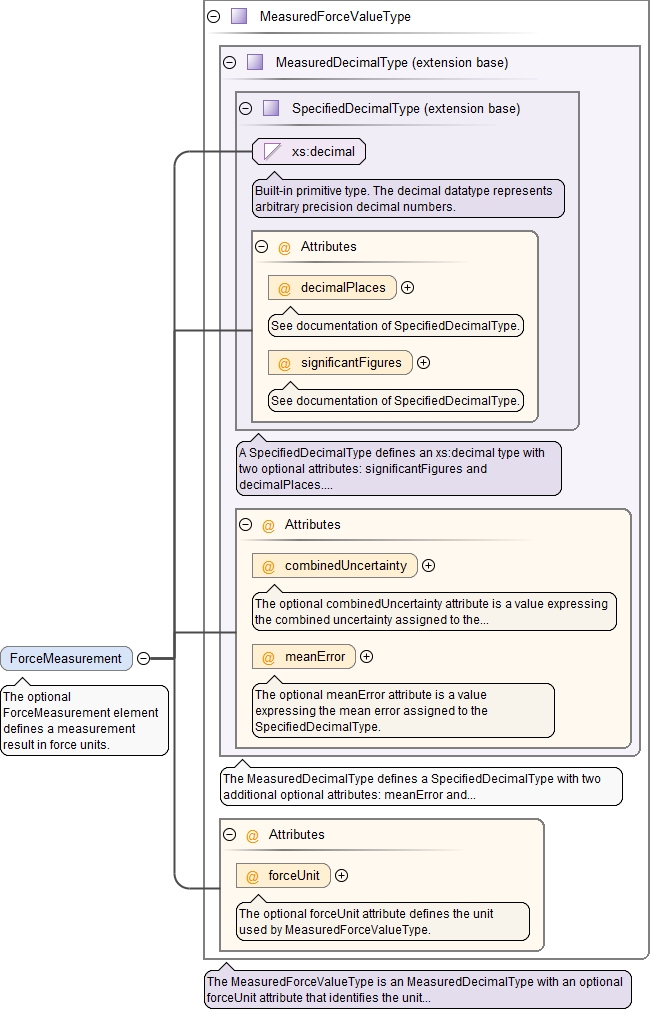 MeasuredForceValueType
MeasuredDecimalType (extension base)
SpecifiedDecimalType (extension base)
xs:decimal
Built-in primitive type. The decimal datatype represents
arbitrary precision decimal numbers.
@ Attributes
@ decimalPlaces
See documentation of SpecifiedDecimalType.
@ significantFigures
See documentation of SpecifiedDecimalType.
A SpecifiedDecimalType defines an xs:decimal type with
two optional attributes: significantFigures and
decimalPlaces....
@ Attributes
@ combinedUncertainty
The optional combinedUncertainty attribute is a value expressing
the combined uncertainty assigned to the...
@ meanError
The optional meanError attribute is a value
expressing the mean error assigned to the
SpecifiedDecimalType.
ForceMeasurement
The optional
ForceMeasurement element
defines a measurement
result in force units.
The MeasuredDecimalType defines a SpecifiedDecimalType with two
additional optional attributes: meanError and...
@ Attributes
@ forceUnit
The optional forceUnit attribute defines the unit
used by MeasuredForceValueType.
The MeasuredForceValueType is an MeasuredDecimalType with an optional
forceUnit attribute that identifies the unit...